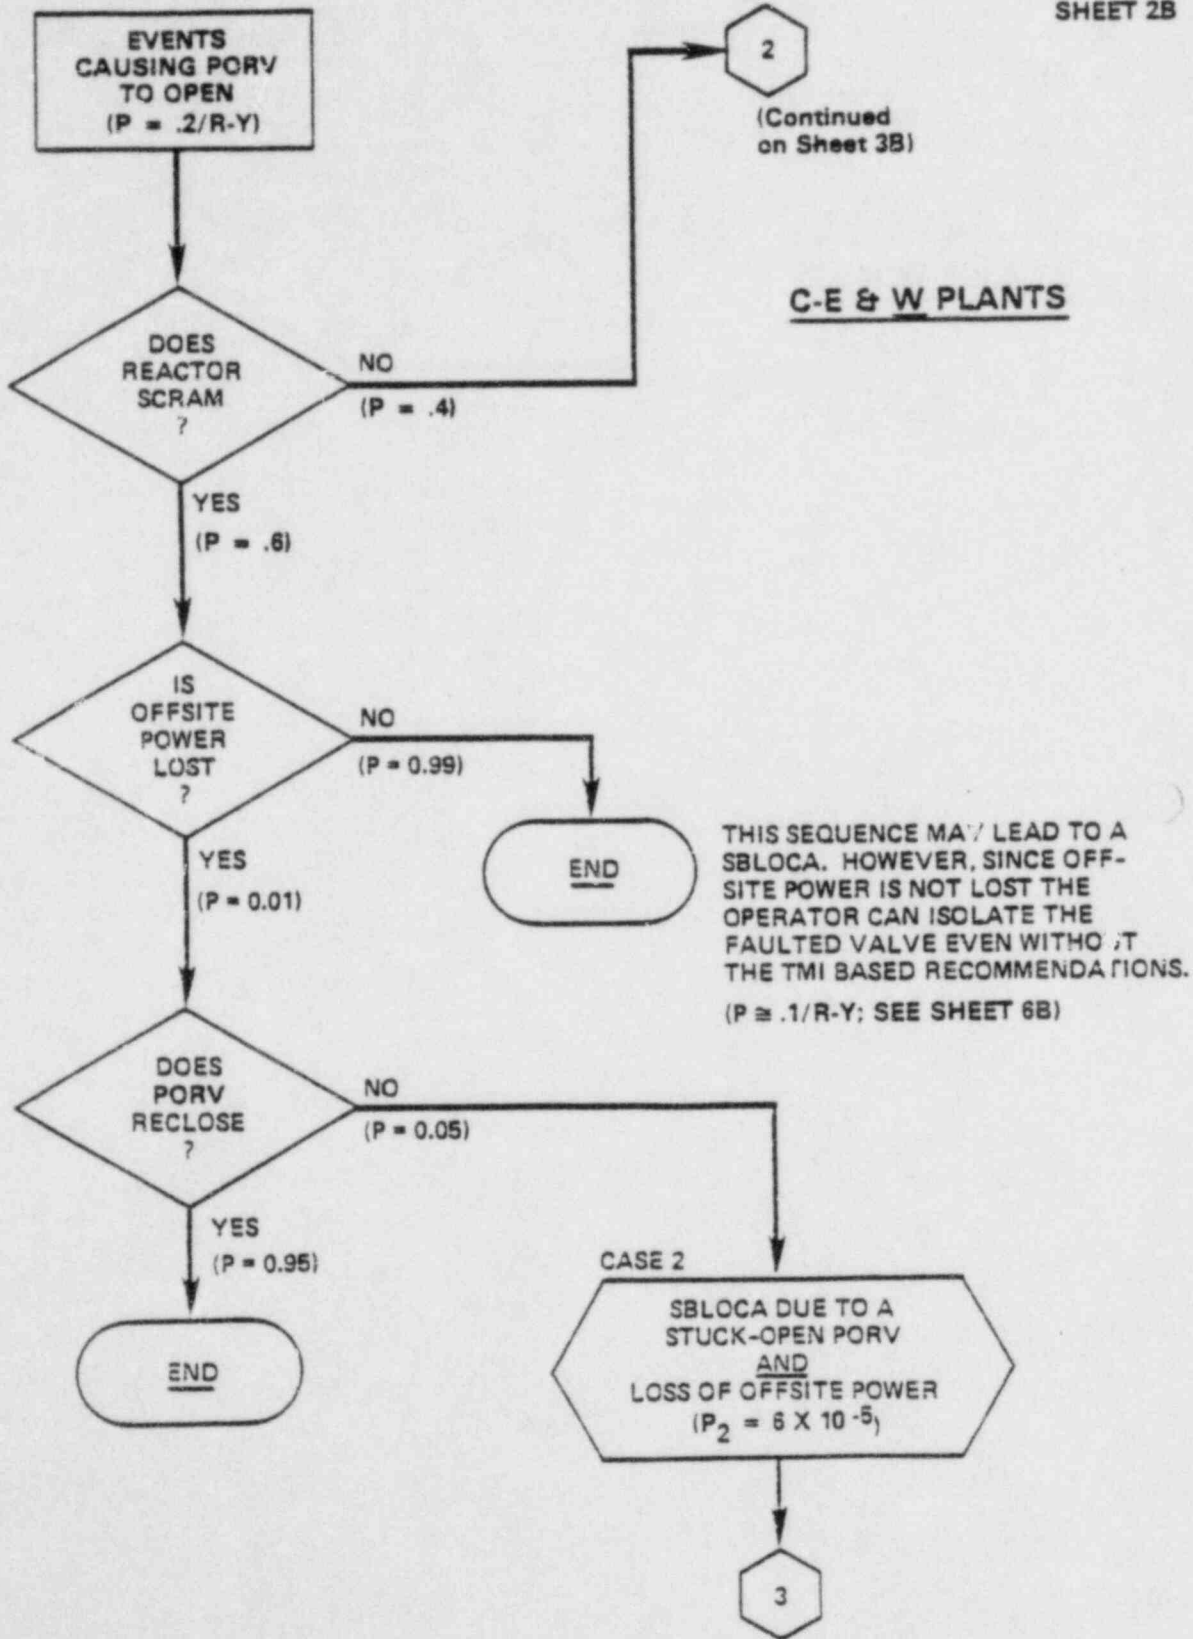 SHEET 2B
EVENTS
CAUSING PORV
TO OPEN
(P = .2/R-Y)
2
(Continued
on Sheet 3B)
C-E & W PLANTS
DOES
REACTOR
SCRAM
?
NO
(P = .4)
YES
(P = .6)
IS
OFFSITE
POWER
LOST
?
NO
(P = 0.99)
END
THIS SEQUENCE MAY LEAD TO A
SBLOCA. HOWEVER, SINCE OFF-
SITE POWER IS NOT LOST THE
OPERATOR CAN ISOLATE THE
FAULTED VALVE EVEN WITHOUT
THE TMI BASED RECOMMENDATIONS.
(P ≅ .1/R-Y; SEE SHEET 6B)
YES
(P = 0.01)
DOES
PORV
RECLOSE
?
NO
(P = 0.05)
YES
(P = 0.95)
END
CASE 2
SBLOCA DUE TO A
STUCK-OPEN PORV
AND
LOSS OF OFFSITE POWER
(P₂ = 6 X 10⁻⁵)
3